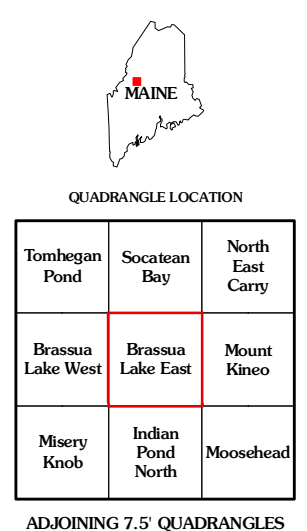 MAINE
QUADRANGLE LOCATION
Tomhegan
Pond
Socatean
Bay
North
East
Carry
Brassua
Lake West
Brassua
Lake East
Mount
Kineo
Misery
Knob
Indian
Pond
North
Moosehead
ADJOINING 7.5' QUADRANGLES